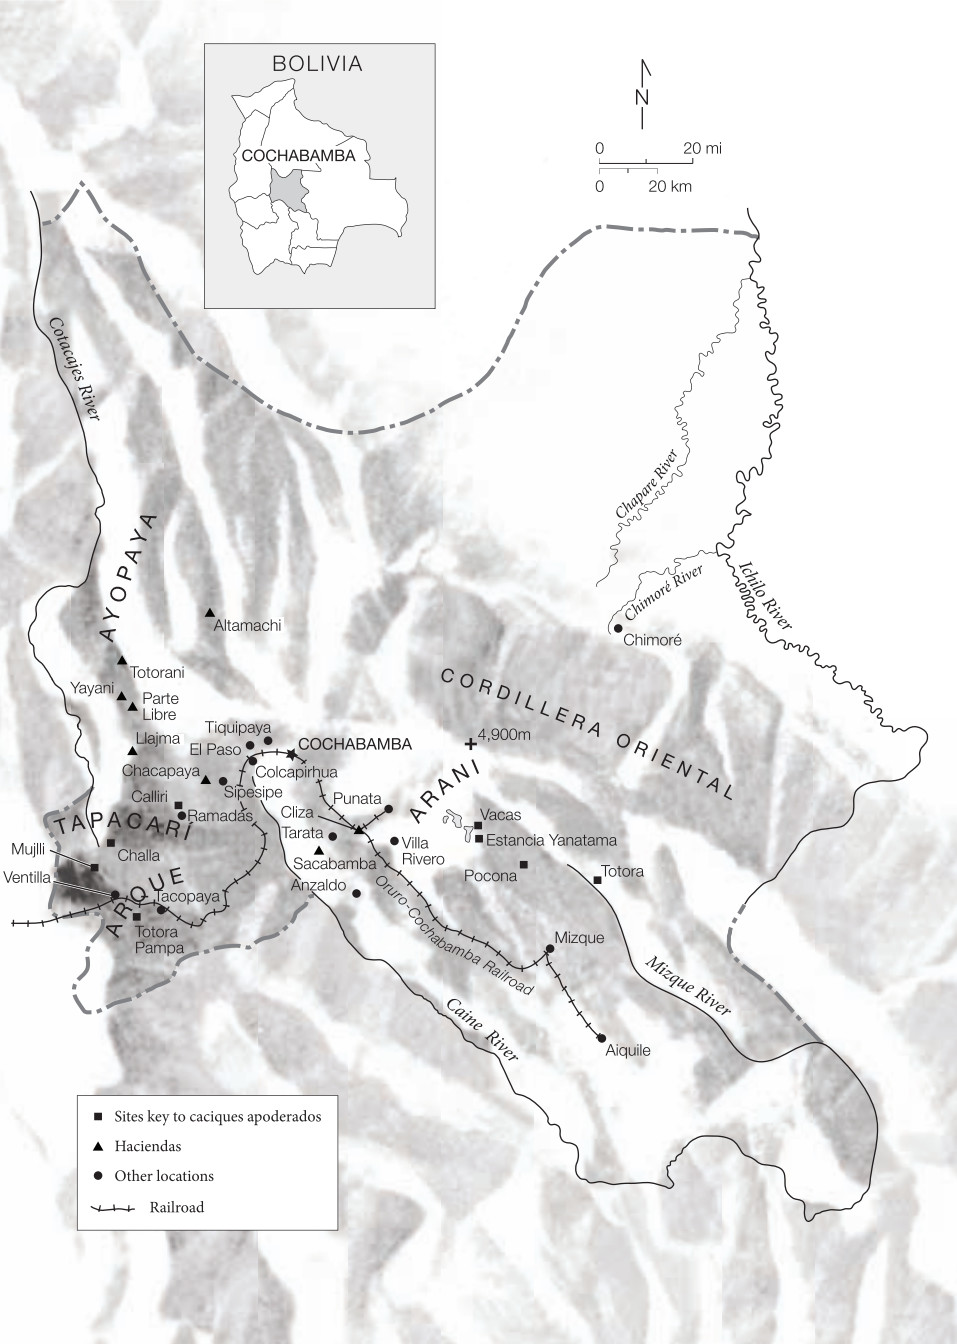 BOLIVIA
COCHABAMBA
N
0 20 mi
0 20 km
Cotacajes River
Chapare River
Chimoré River
Ichilo River
Chimoré
AYOPAYA
Altamachi
Totorani
Yayani
Parte
Libre
Llajma
Tiquipaya
El Paso
COCHABAMBA
Colcapirhua
Chacapaya
Sipesipe
Calliri
Ramadas
CORDILLERA ORIENTAL
4,900m
ARANI
Punata
Cliza
Tarata
Villa
Rivero
Sacabamba
Anzaldo
Vacas
Estancia Yanatama
Pocona
Totora
TAPACARÍ
Mujlli
Challa
Ventilla
ARQUE
Tacopaya
Totora
Pampa
Oruro-Cochabamba Railroad
Mizque
Mizque River
Caine River
Aiquile
Sites key to caciques apoderados
Haciendas
Other locations
Railroad